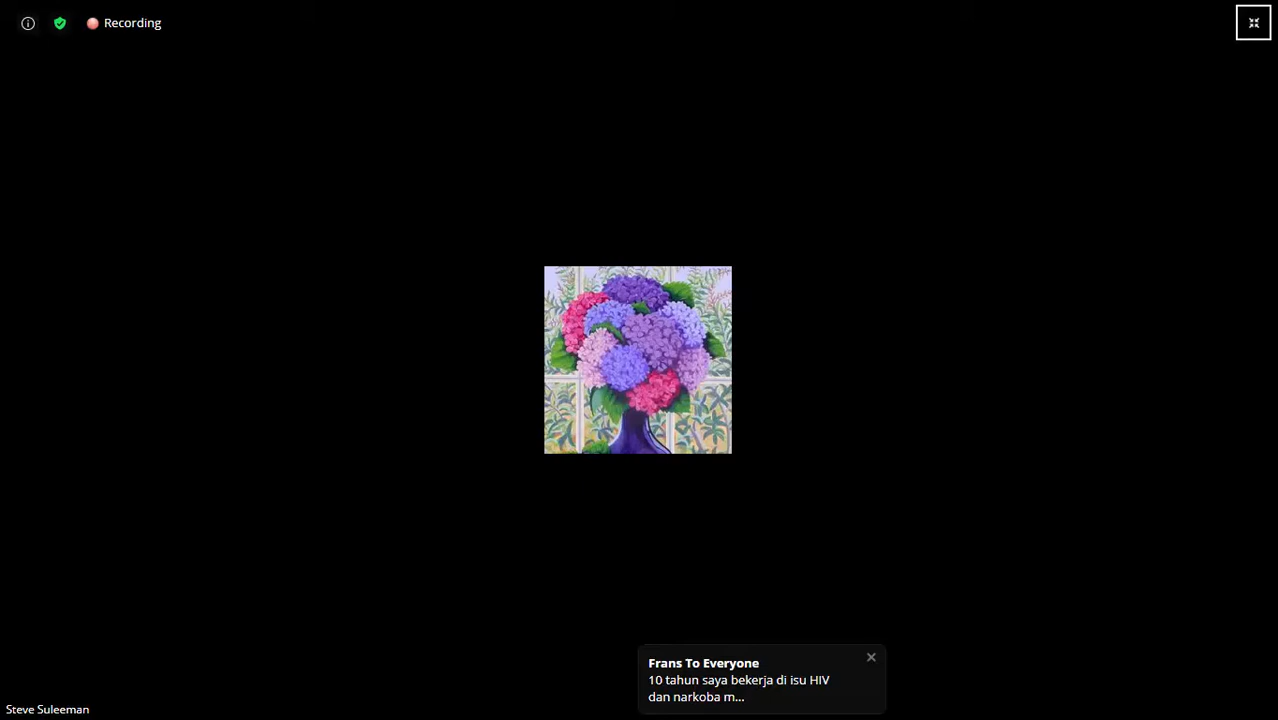 Recording
Frans To Everyone
10 tahun saya bekerja di isu HIV
dan narkoba m...
Steve Suleeman